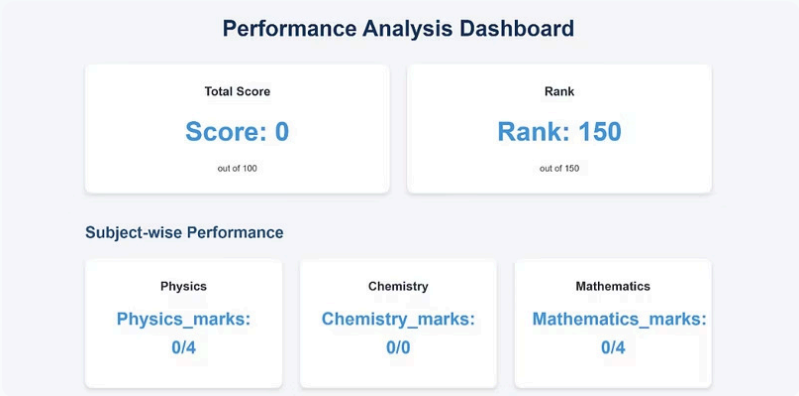 Performance Analysis Dashboard
Total Score
Rank
Score: 0
Rank: 150
out of 100
out of 150
Subject-wise Performance
Physics
Chemistry
Mathematics
Physics_marks:
0/4
Chemistry_marks:
0/0
Mathematics_marks:
0/4